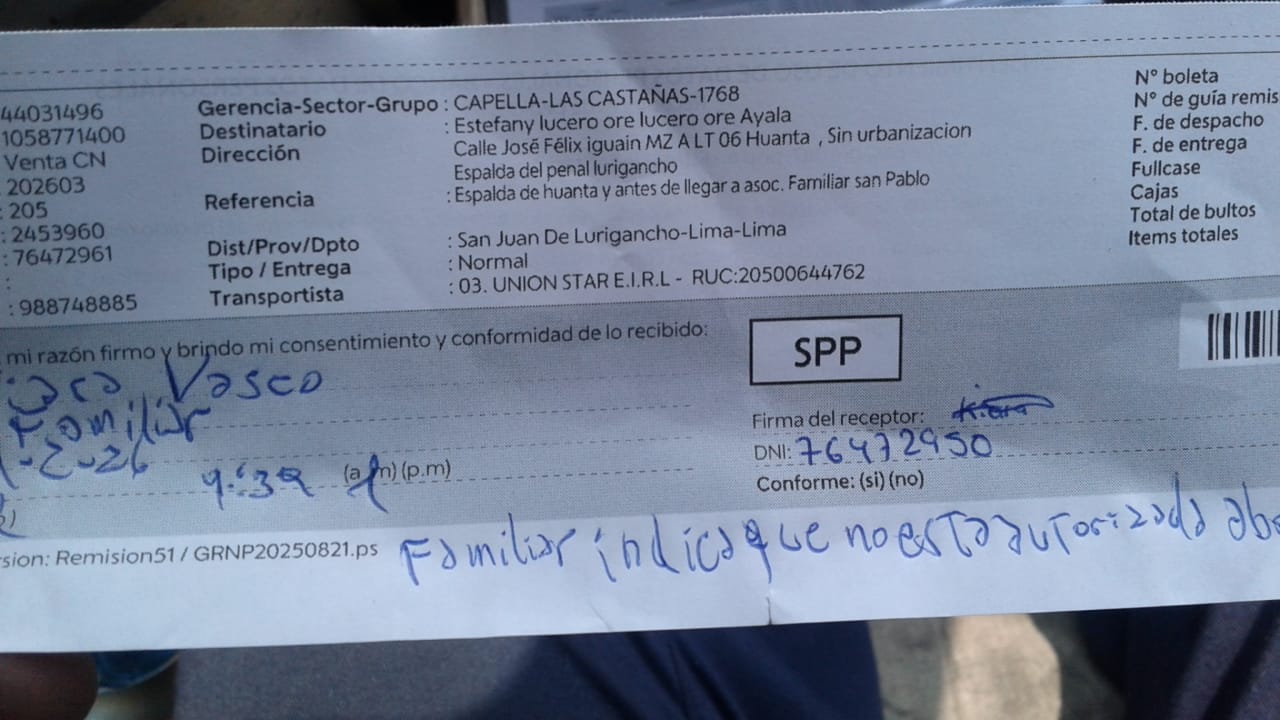 44031496 Gerencia-Sector-Grupo : CAPELLA-LAS CASTAÑAS-1768 N° boleta
1058771400 Destinatario : Estefany lucero ore lucero ore Ayala N° de guía remis
Venta CN Dirección Calle José Félix iguain MZ A LT 06 Huanta , Sin urbanizacion F. de despacho
202603 Espalda del penal lurigancho F. de entrega
: 205 Referencia : Espalda de huanta y antes de llegar a asoc. Familiar san Pablo Fullcase
: 2453960 Dist/Prov/Dpto : San Juan De Lurigancho-Lima-Lima Cajas
: 76472961 Tipo / Entrega : Normal Total de bultos
: Transportista : 03. UNION STAR E.I.R.L - RUC:20500644762 Items totales
: 988748885
mi razón firmo y brindo mi consentimiento y conformidad de lo recibido:
SPP
Vasco
Familiar
-2-26
9:32 (a.m) (p.m)
Firma del receptor:
DNI: 76472950
Conforme: (si) (no)
sion: Remision51 / GRNP20250821.ps
Familiar indica que no esta autorizada